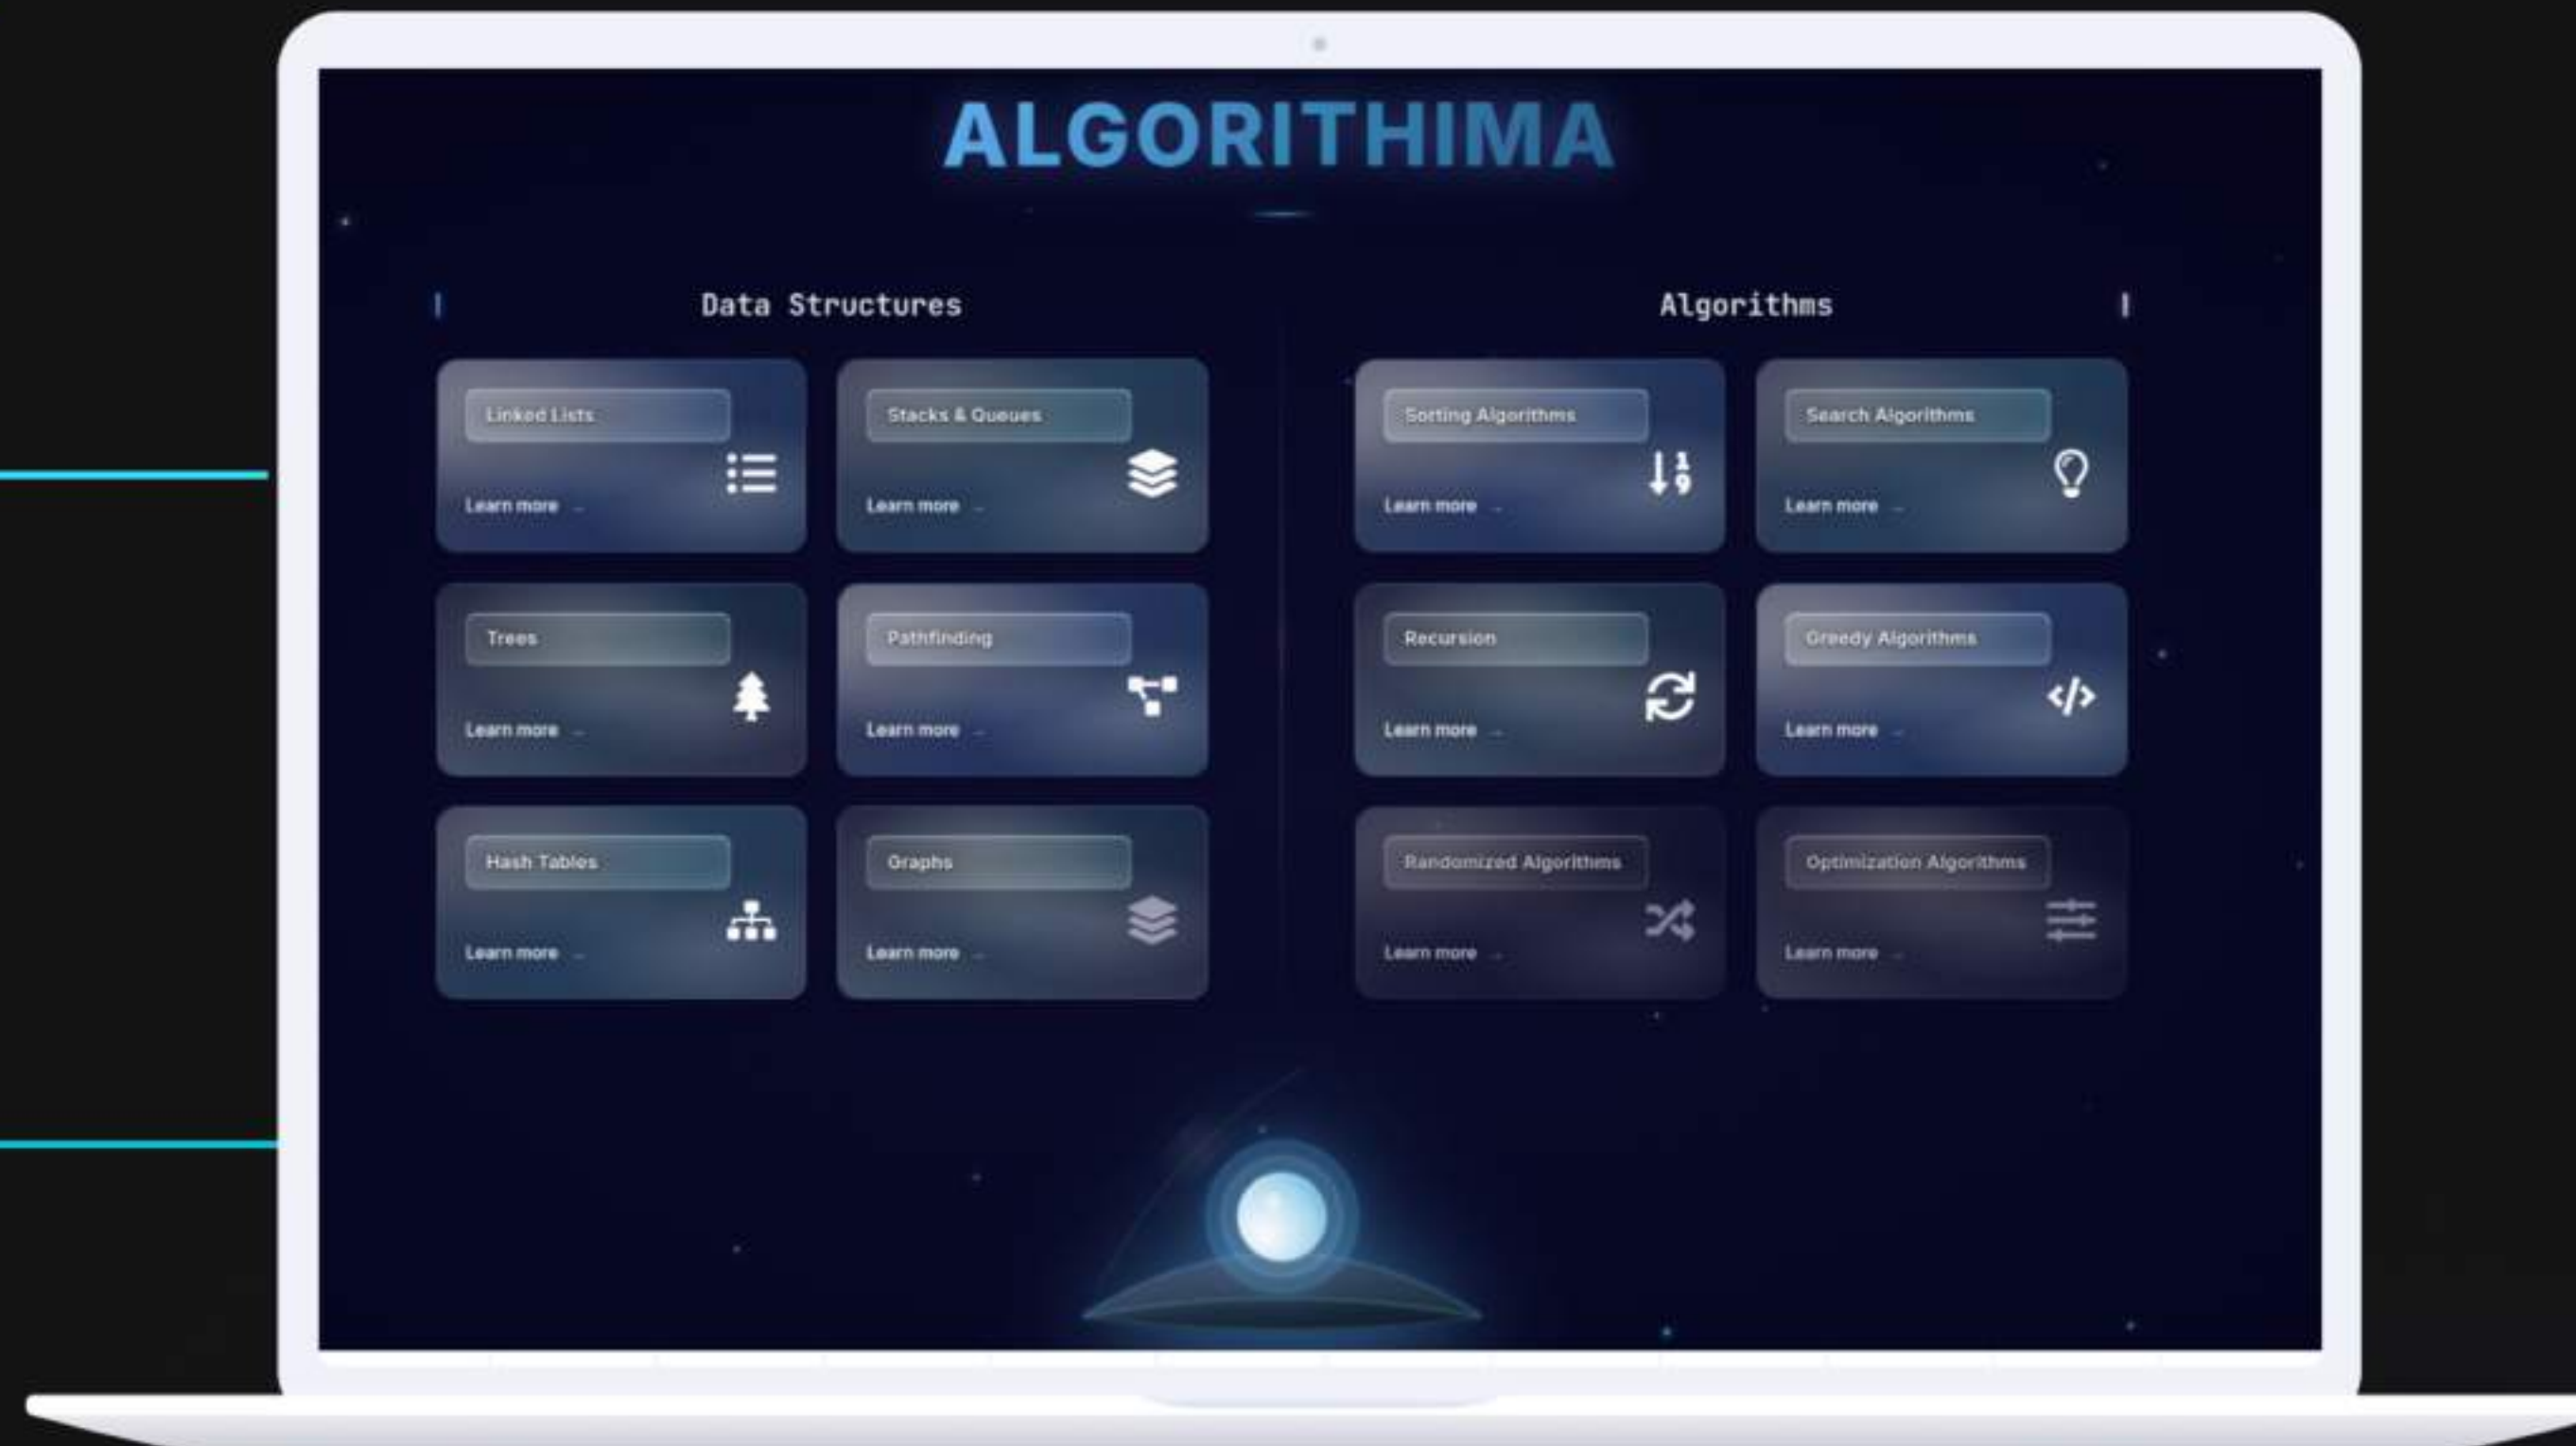 ALGORITHIMA
Data Structures
Linked Lists
Learn more →
Stacks & Queues
Learn more →
Trees
Learn more →
Pathfinding
Learn more →
Hash Tables
Learn more →
Graphs
Learn more →
Algorithms
Sorting Algorithms
1
9
Learn more →
Search Algorithms
Learn more →
Recursion
Learn more →
Greedy Algorithms
</>
Learn more →
Randomized Algorithms
Learn more →
Optimization Algorithms
Learn more →